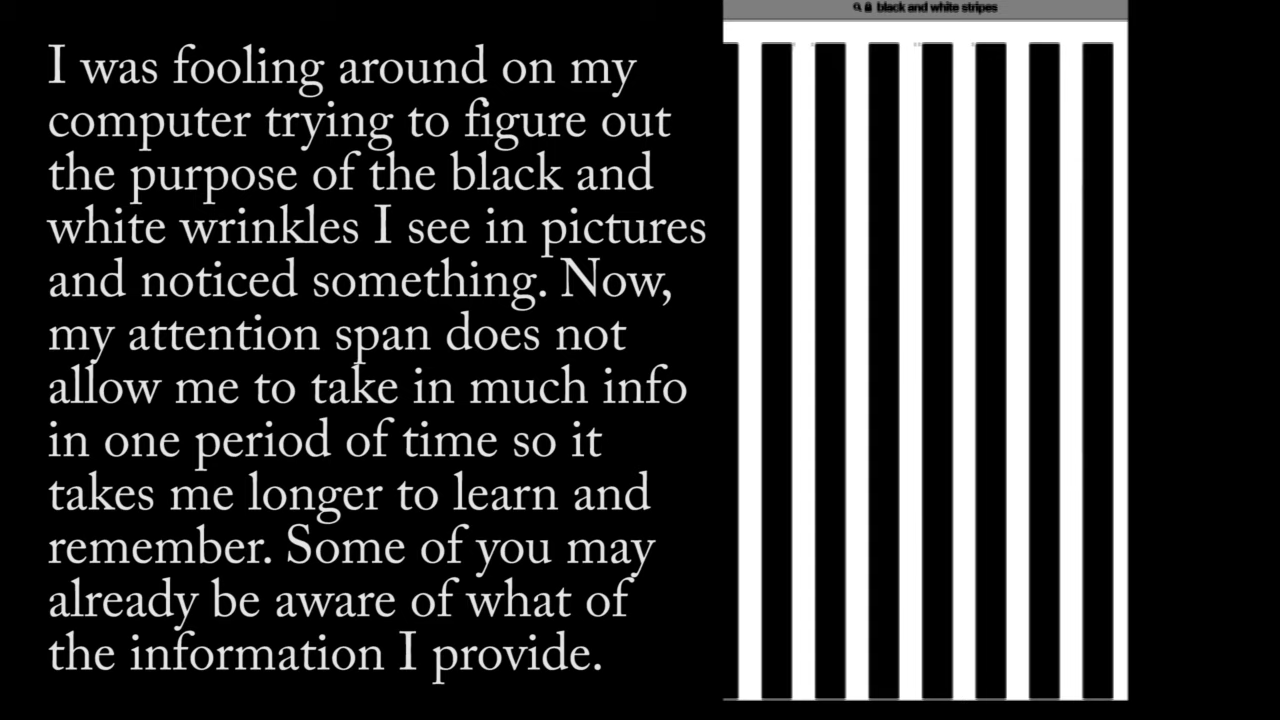 black and white stripes
I was fooling around on my
computer trying to figure out
the purpose of the black and
white wrinkles I see in pictures
and noticed something. Now,
my attention span does not
allow me to take in much info
in one period of time so it
takes me longer to learn and
remember. Some of you may
already be aware of what of
the information I provide.